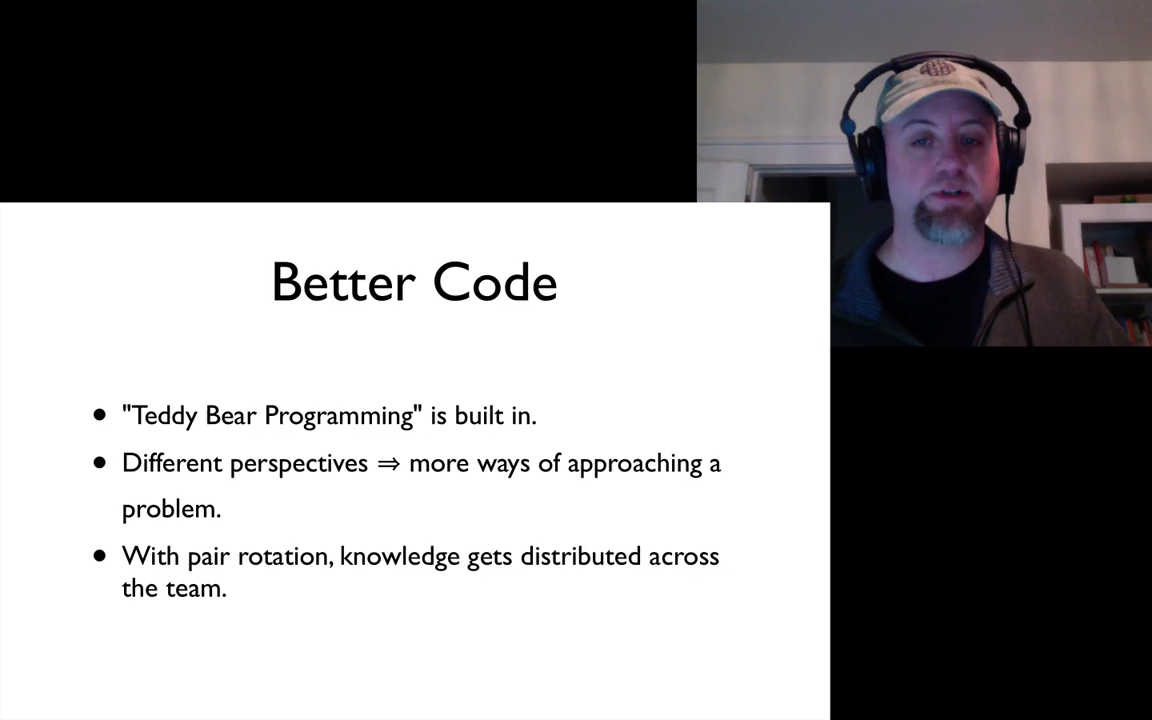 Better Code
• "Teddy Bear Programming" is built in.
• Different perspectives ⇒ more ways of approaching a
problem.
• With pair rotation, knowledge gets distributed across
the team.